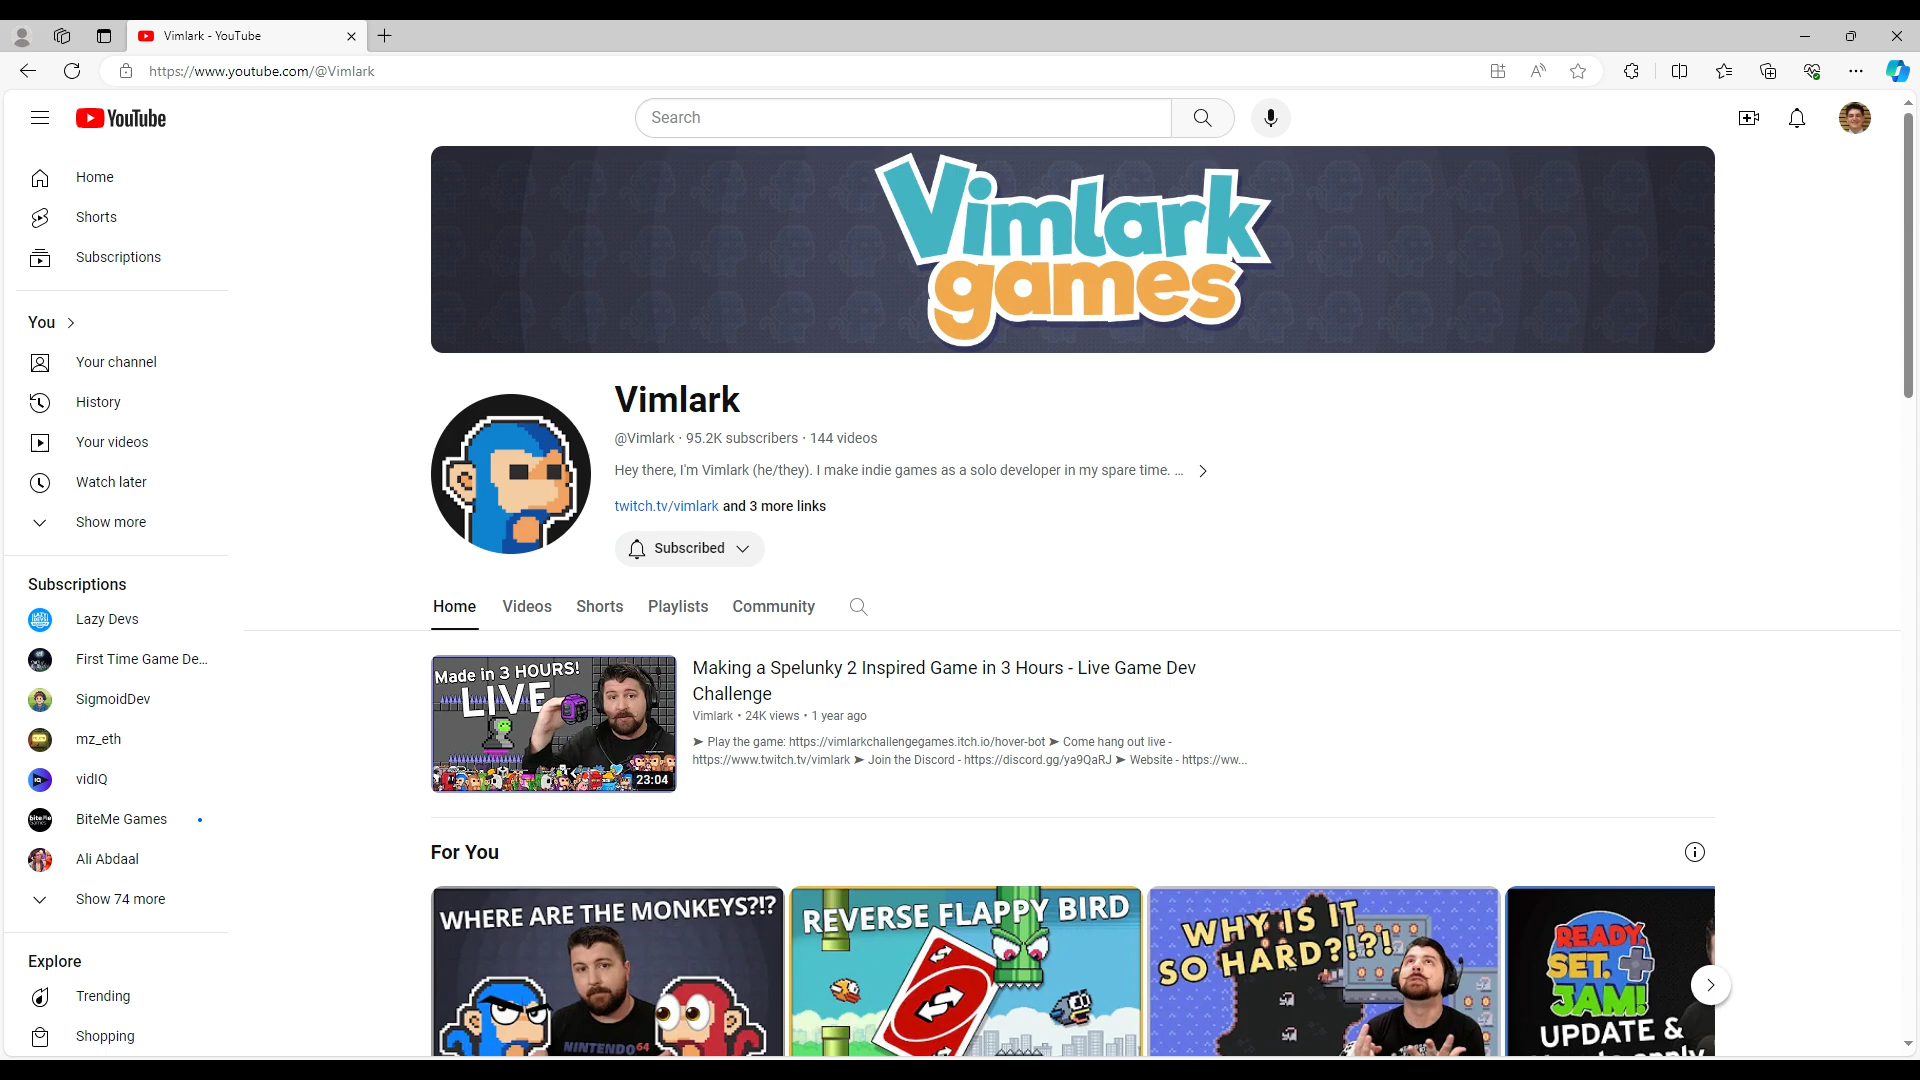 Vimlark - YouTube
https://www.youtube.com/@Vimlark
YouTube
Search
Home
Shorts
Subscriptions
You
Your channel
History
Your videos
Watch later
Show more
Subscriptions
Lazy Devs
First Time Game De...
SigmoidDev
mz_eth
vidIQ
BiteMe Games
Ali Abdaal
Show 74 more
Explore
Trending
Shopping
Vimlark
games
Vimlark
@Vimlark · 95.2K subscribers · 144 videos
Hey there, I'm Vimlark (he/they). I make indie games as a solo developer in my spare time. ...
twitch.tv/vimlark and 3 more links
Subscribed
Home Videos Shorts Playlists Community
Made in 3 HOURS!
LIVE
23:04
Making a Spelunky 2 Inspired Game in 3 Hours - Live Game Dev
Challenge
Vimlark • 24K views • 1 year ago
➤ Play the game: https://vimlarkchallengegames.itch.io/hover-bot ➤ Come hang out live -
https://www.twitch.tv/vimlark ➤ Join the Discord - https://discord.gg/ya9QaRJ ➤ Website - https://ww...
For You
WHERE ARE THE MONKEYS?!?
NINTENDO 64
REVERSE FLAPPY BIRD
WHY IS IT
SO HARD?!?!
READY.
SET.
JAM!
UPDATE &